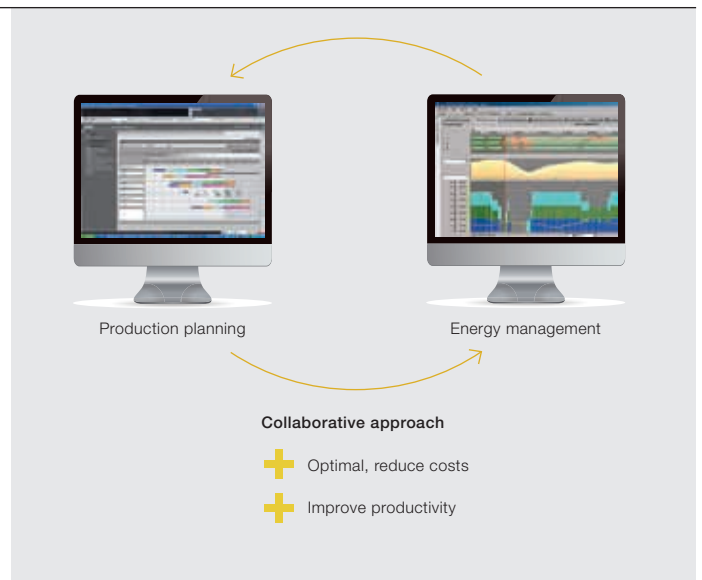 Production planning
Energy management
Collaborative approach
Optimal, reduce costs
Improve productivity